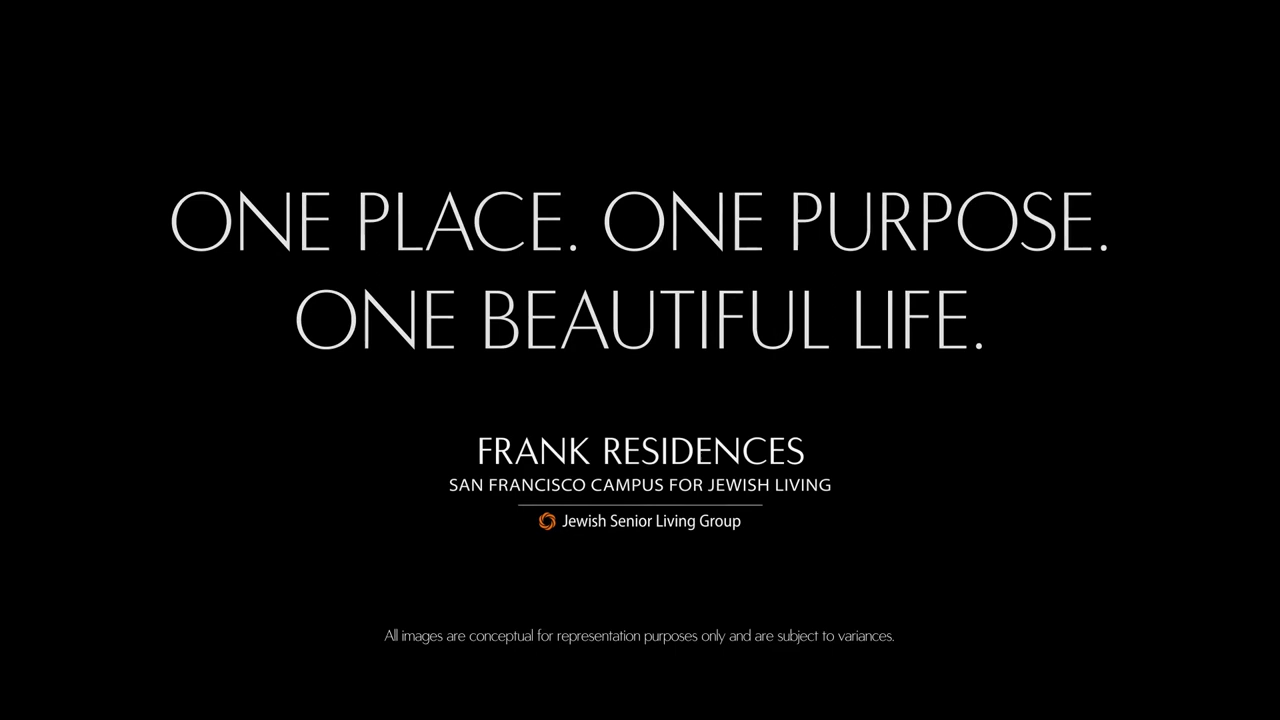 ONE PLACE. ONE PURPOSE.
ONE BEAUTIFUL LIFE.
FRANK RESIDENCES
SAN FRANCISCO CAMPUS FOR JEWISH LIVING
Jewish Senior Living Group
All images are conceptual for representation purposes only and are subject to variances.